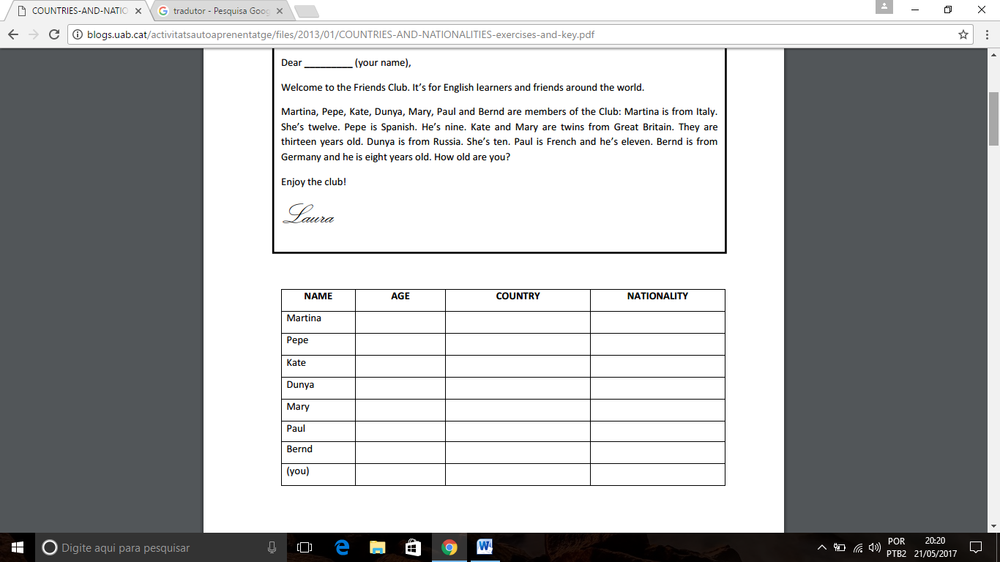 COUNTRIES-AND-NATIO
tradutor - Pesquisa Goog
blogs.uab.cat/activitatsautoaprenentatge/files/2013/01/COUNTRIES-AND-NATIONALITIES-exercises-and-key.pdf
Dear _________ (your name),
Welcome to the Friends Club. It's for English learners and friends around the world.
Martina, Pepe, Kate, Dunya, Mary, Paul and Bernd are members of the Club: Martina is from Italy.
She's twelve. Pepe is Spanish. He's nine. Kate and Mary are twins from Great Britain. They are
thirteen years old. Dunya is from Russia. She's ten. Paul is French and he's eleven. Bernd is from
Germany and he is eight years old. How old are you?
Enjoy the club!
Laura
NAME AGE COUNTRY NATIONALITY
Martina
Pepe
Kate
Dunya
Mary
Paul
Bernd
(you)
Digite aqui para pesquisar
POR 20:20
PTB2 21/05/2017